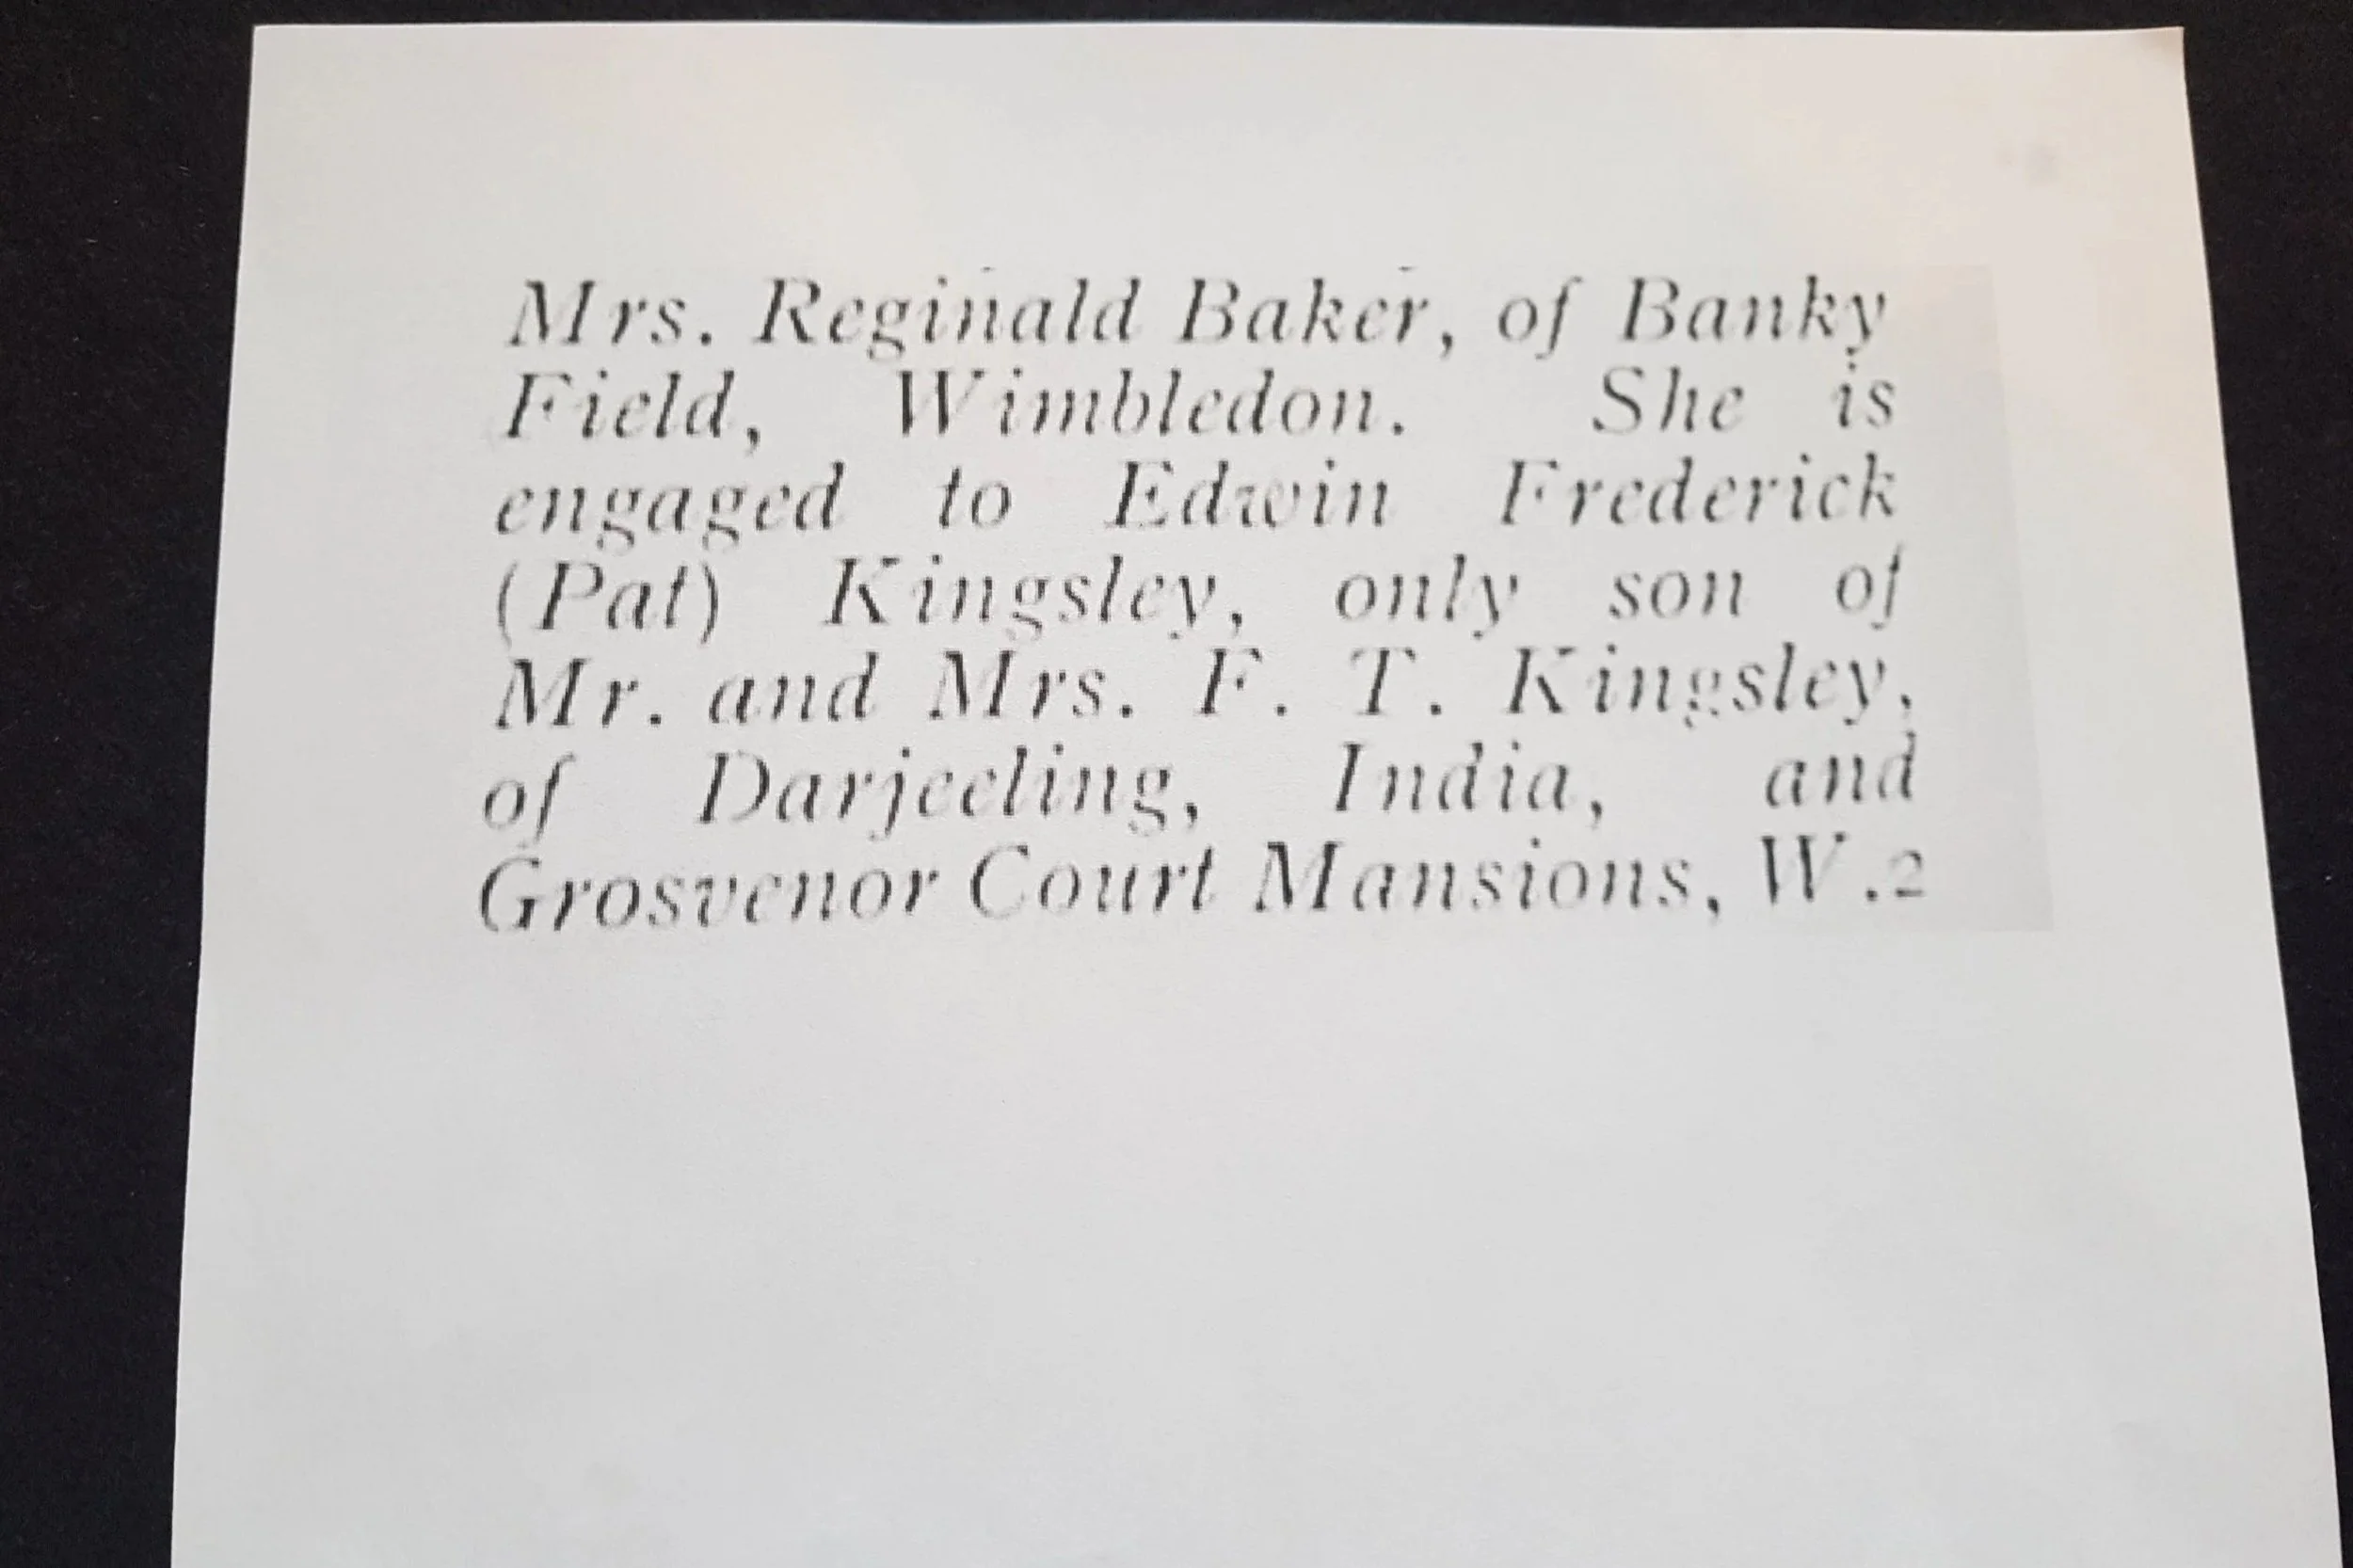 Mrs. Reginald Baker, of Banky
Field, Wimbledon. She is
engaged to Edwin Frederick
(Pat) Kingsley, only son of
Mr. and Mrs. F. T. Kingsley,
of Darjeeling, India, and
Grosvenor Court Mansions, W.2